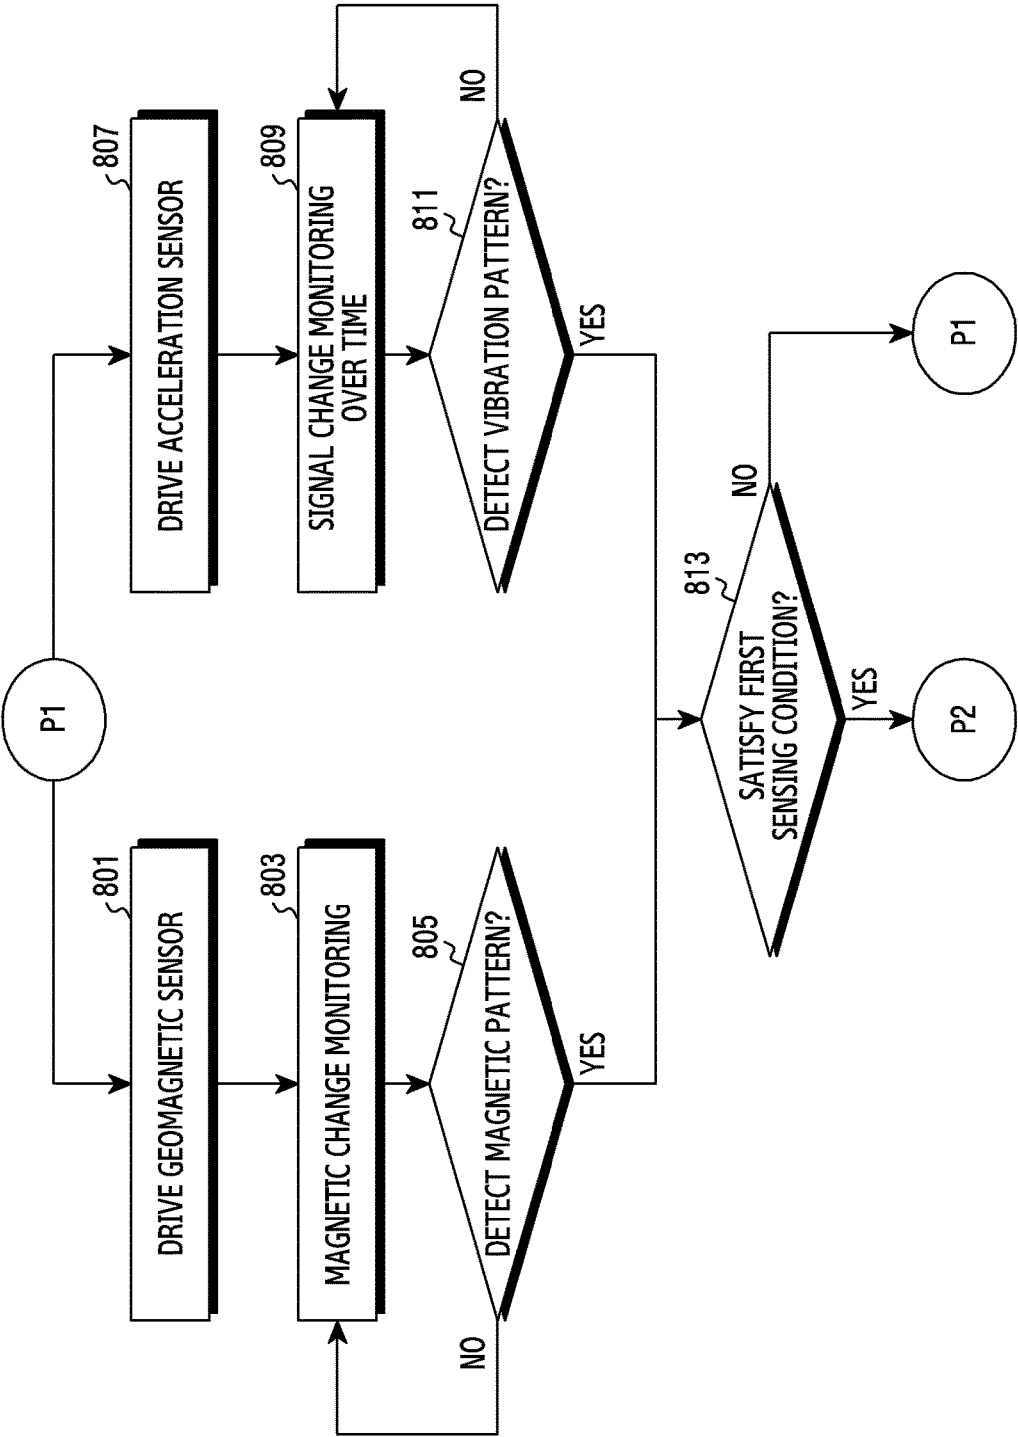 P1
801
DRIVE GEOMAGNETIC SENSOR
803
MAGNETIC CHANGE MONITORING
805
DETECT MAGNETIC PATTERN?
NO
YES
807
DRIVE ACCELERATION SENSOR
809
SIGNAL CHANGE MONITORING
OVER TIME
811
DETECT VIBRATION PATTERN?
NO
YES
813
SATISFY FIRST
SENSING CONDITION?
NO
YES
P2
P1